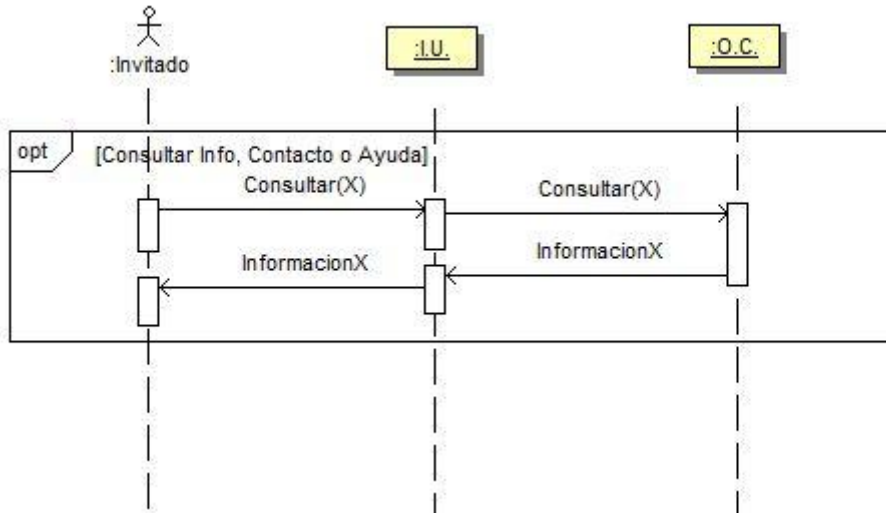 :Invitado
:I.U.
:O.C.
opt
[Consultar Info, Contacto o Ayuda]
Consultar(X)
Consultar(X)
InformacionX
InformacionX